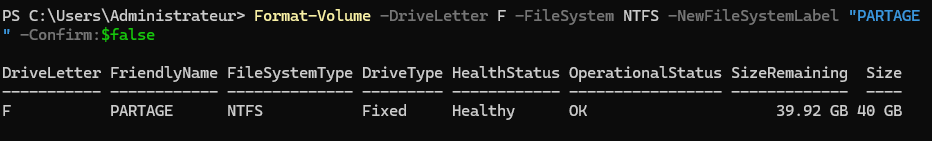 PS C:\Users\Administrateur> Format-Volume -DriveLetter F -FileSystem NTFS -NewFileSystemLabel "PARTAGE
" -Confirm:$false
DriveLetter FriendlyName FileSystemType DriveType HealthStatus OperationalStatus SizeRemaining  Size
----------- ------------ -------------- --------- ------------ ----------------- -------------  ----
F           PARTAGE      NTFS           Fixed     Healthy      OK                     39.92 GB 40 GB